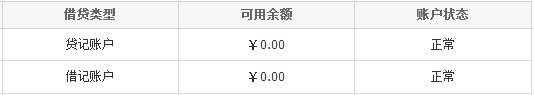 借贷类型 可用余额 账户状态
贷记账户 ￥0.00 正常
借记账户 ￥0.00 正常